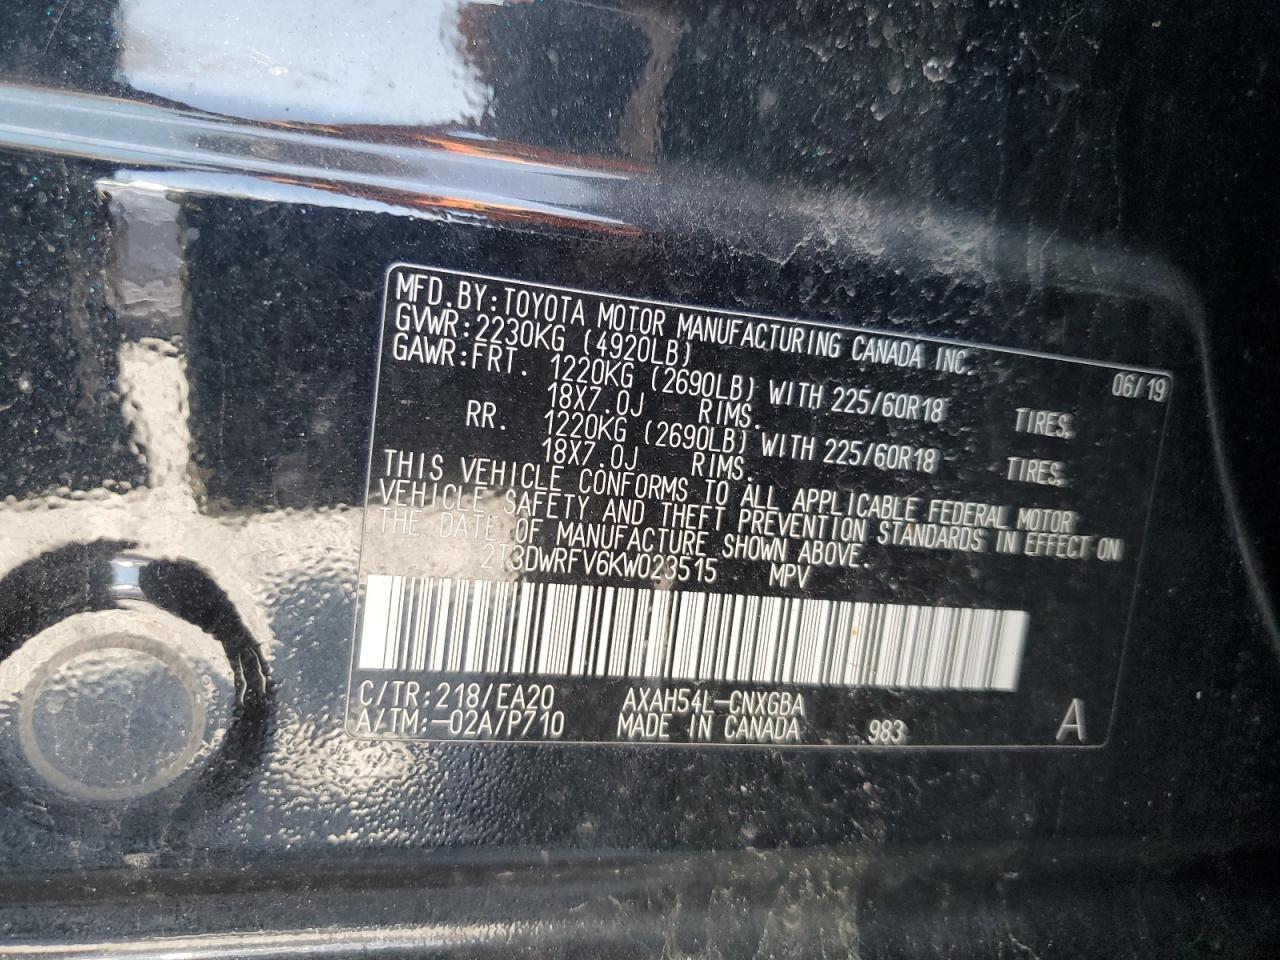 MFD.BY:TOYOTA MOTOR MANUFACTURING CANADA INC. 06/19
GVWR:2230KG (4920LB)
GAWR:FRT. 1220KG (2690LB) WITH 225/60R18 TIRES,
18X7.0J RIMS.
RR. 1220KG (2690LB) WITH 225/60R18 TIRES,
18X7.0J RIMS.
THIS VEHICLE CONFORMS TO ALL APPLICABLE FEDERAL MOTOR
VEHICLE SAFETY AND THEFT PREVENTION STANDARDS IN EFFECT ON
THE DATE OF MANUFACTURE SHOWN ABOVE.
2T3DWRFV6KW023515 MPV
C/TR:218/EA20 AXAH54L-CNXGBA
A/TM:-02A/P710 MADE IN CANADA 983 A